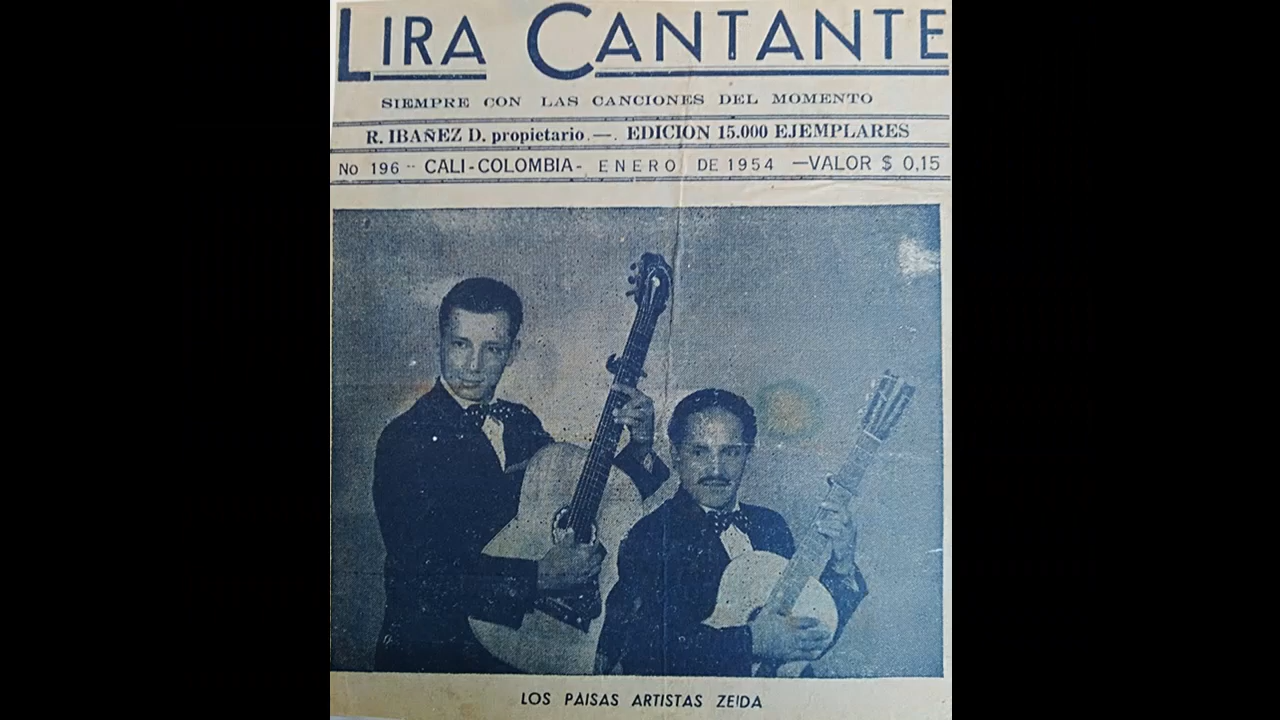 LIRA CANTANTE
SIEMPRE CON LAS CANCIONES DEL MOMENTO
R. IBAÑEZ D. propietario.—. EDICION 15.000 EJEMPLARES
No 196 -- CALI-COLOMBIA- ENERO DE 1954 —VALOR $ 0,15
LOS PAISAS ARTISTAS ZEIDA